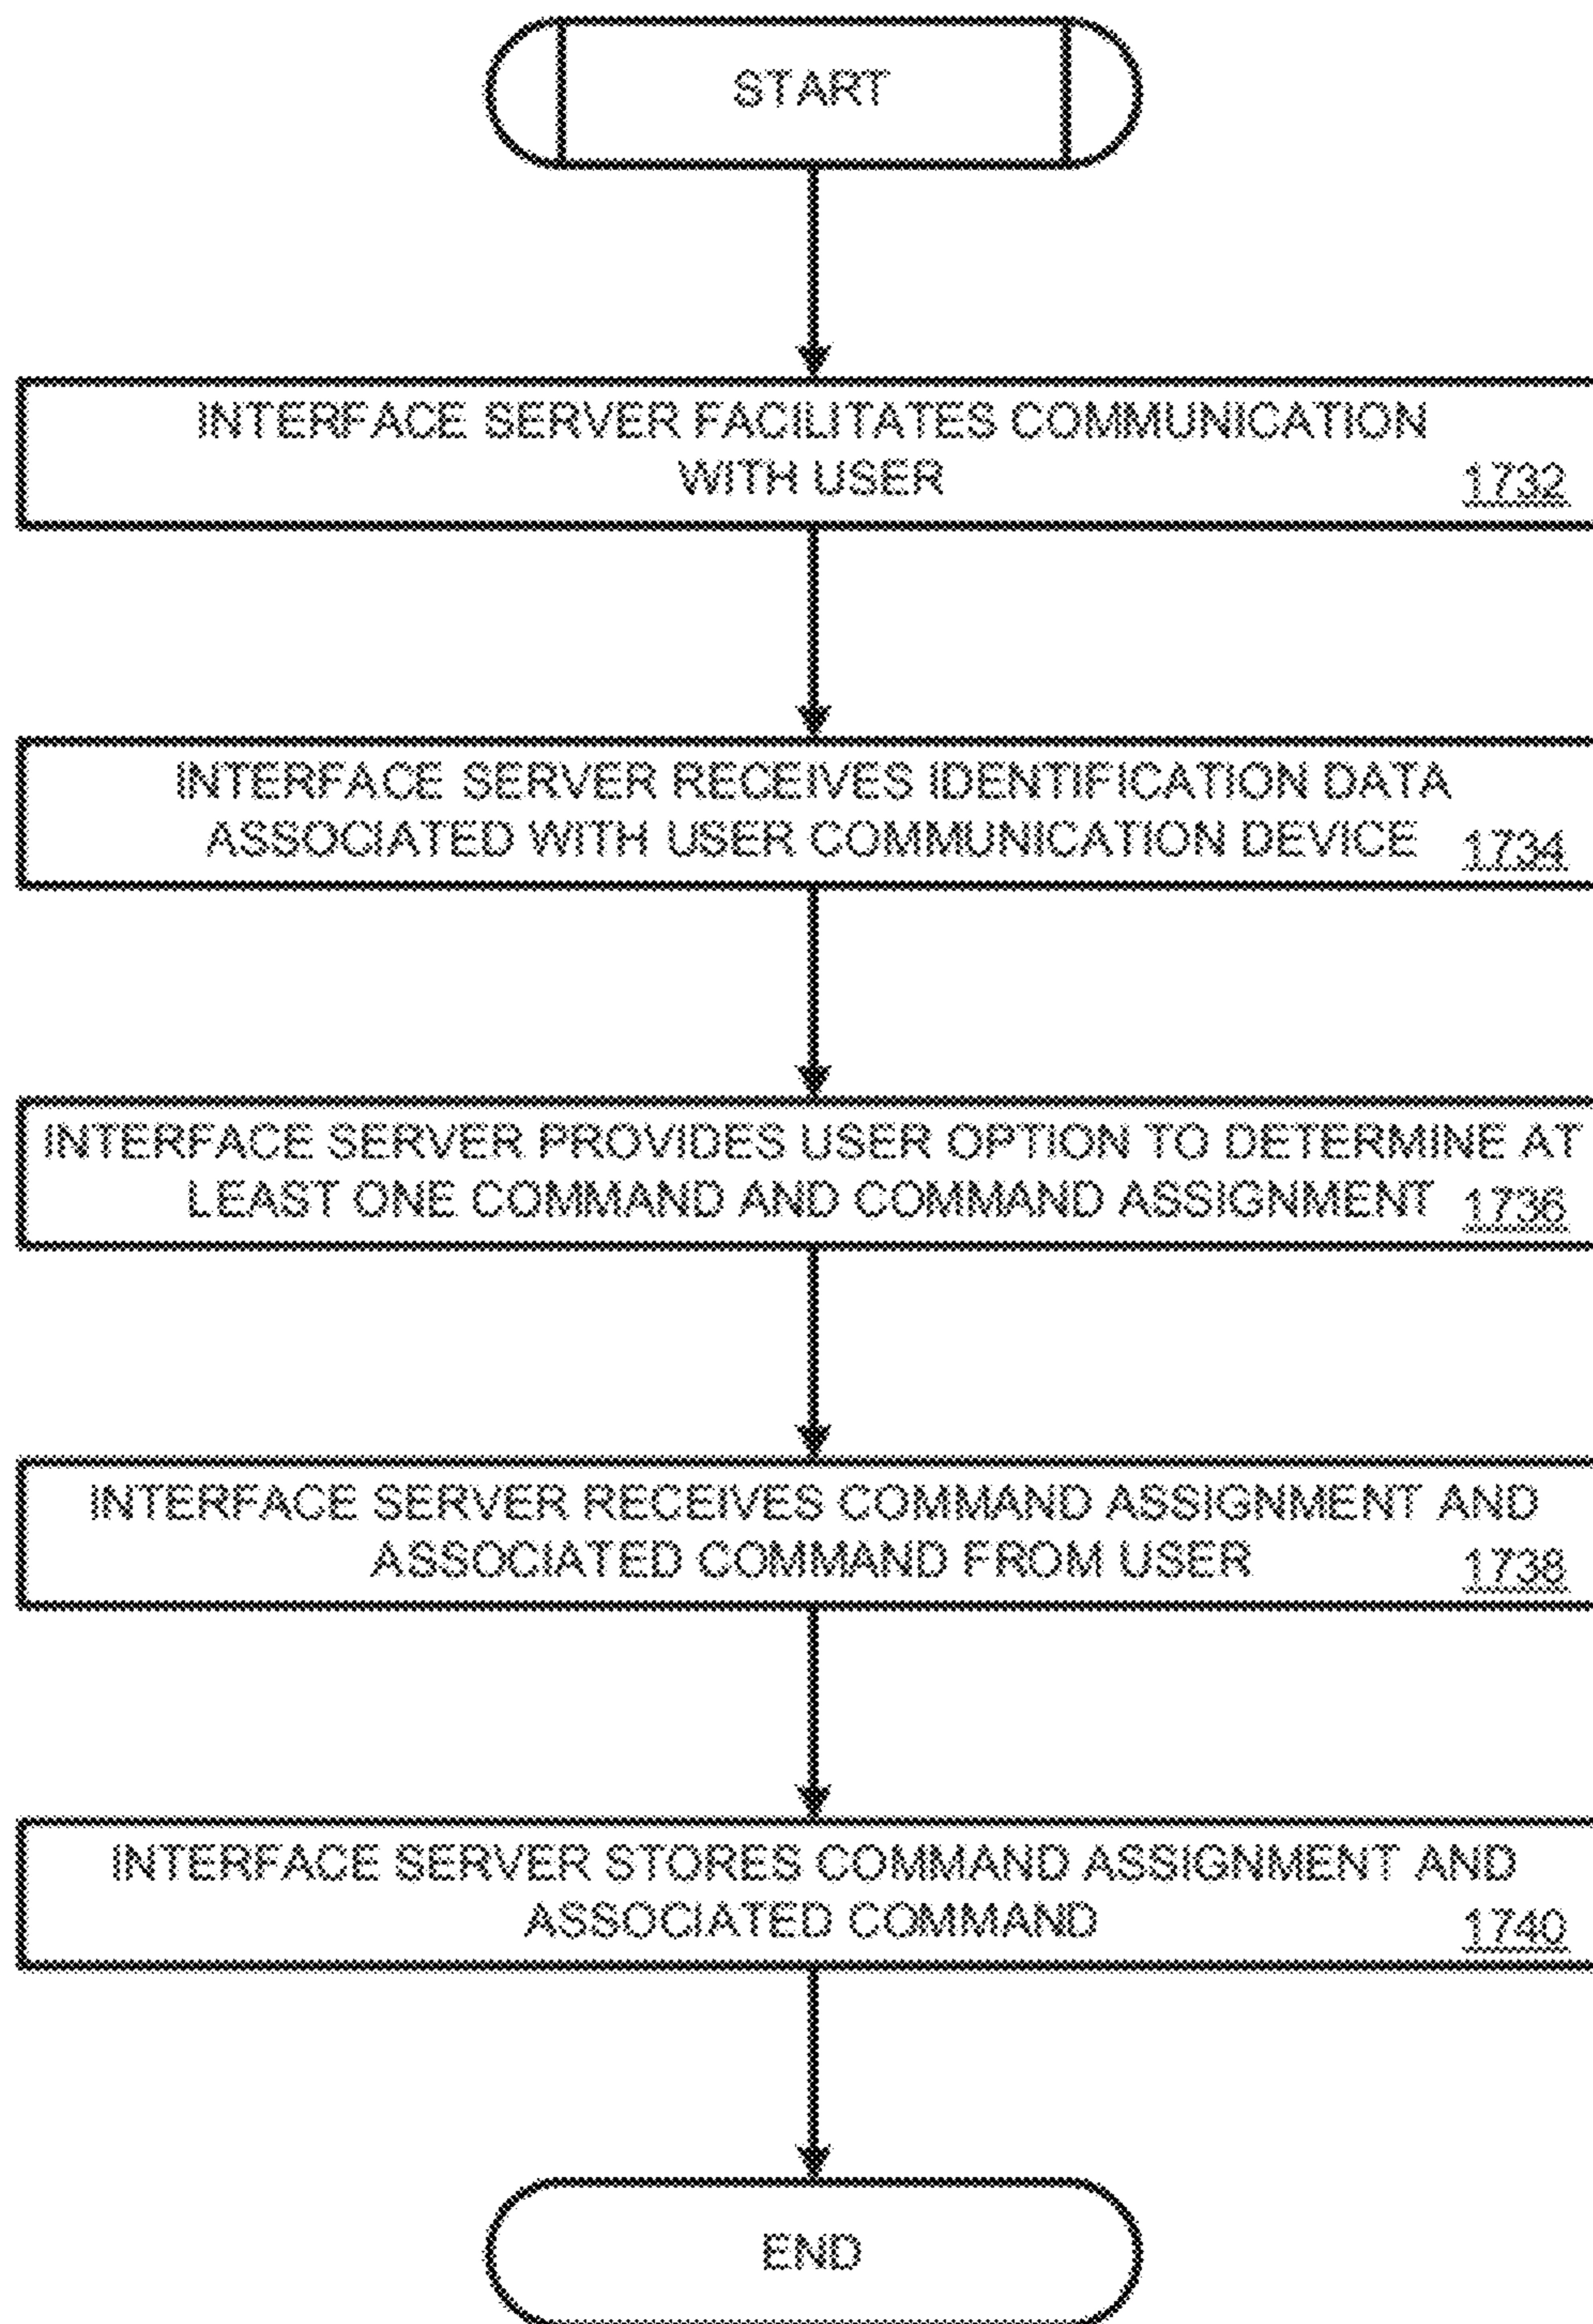 START
INTERFACE SERVER FACILITATES COMMUNICATION
WITH USER
1732
INTERFACE SERVER RECEIVES IDENTIFICATION DATA
ASSOCIATED WITH USER COMMUNICATION DEVICE
1734
INTERFACE SERVER PROVIDES USER OPTION TO DETERMINE AT
LEAST ONE COMMAND AND COMMAND ASSIGNMENT
1736
INTERFACE SERVER RECEIVES COMMAND ASSIGNMENT AND
ASSOCIATED COMMAND FROM USER
1738
INTERFACE SERVER STORES COMMAND ASSIGNMENT AND
ASSOCIATED COMMAND
1740
END